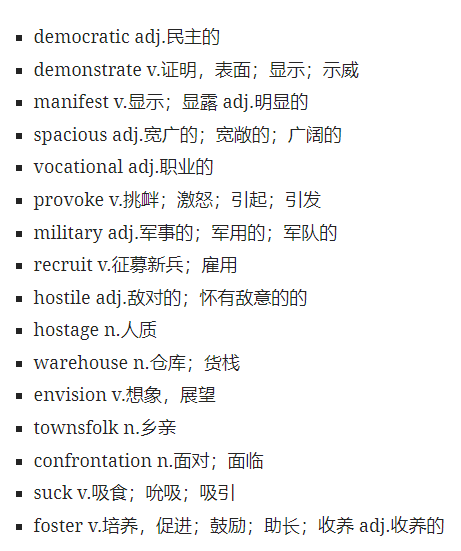 democratic adj.民主的
demonstrate v.证明，表面；显示；示威
manifest v.显示；显露 adj.明显的
spacious adj.宽广的；宽敞的；广阔的
vocational adj.职业的
provoke v.挑衅；激怒；引起；引发
military adj.军事的；军用的；军队的
recruit v.征募新兵；雇用
hostile adj.敌对的；怀有敌意的的
hostage n.人质
warehouse n.仓库；货栈
envision v.想象，展望
townsfolk n.乡亲
confrontation n.面对；面临
suck v.吸食；吮吸；吸引
foster v.培养，促进；鼓励；助长；收养 adj.收养的